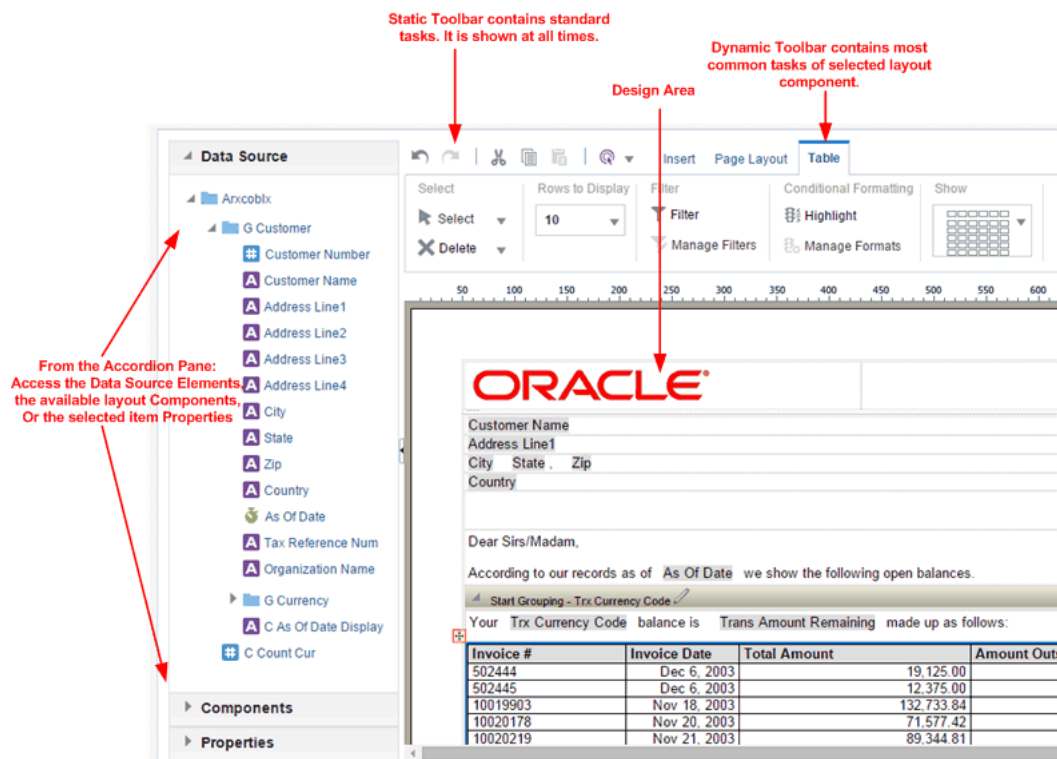 Static Toolbar contains standard
tasks. It is shown at all times.
Dynamic Toolbar contains most
common tasks of selected layout
component.
Design Area
Data Source
Insert Page Layout Table
Select Rows to Display Filter Conditional Formatting Show
Select 10 Filter Highlight
Delete Manage Filters Manage Formats
50 100 150 200 250 300 350 400 450 500 550 600
Arxcoblx
G Customer
Customer Number
Customer Name
Address Line1
Address Line2
Address Line3
Address Line4
City
State
Zip
Country
As Of Date
Tax Reference Num
Organization Name
G Currency
C As Of Date Display
C Count Cur
Components
Properties
From the Accordion Pane:
Access the Data Source Elements,
the available layout Components,
Or the selected item Properties
ORACLE
Customer Name
Address Line1
City State , Zip
Country
Dear Sirs/Madam,
According to our records as of As Of Date we show the following open balances.
Start Grouping - Trx Currency Code
Your Trx Currency Code balance is Trans Amount Remaining made up as follows:
Invoice # Invoice Date Total Amount Amount Outs
502444 Dec 6, 2003 19,125.00
502445 Dec 6, 2003 12,375.00
10019903 Nov 18, 2003 132,733.84
10020178 Nov 20, 2003 71,577.42
10020219 Nov 21, 2003 89,344.81